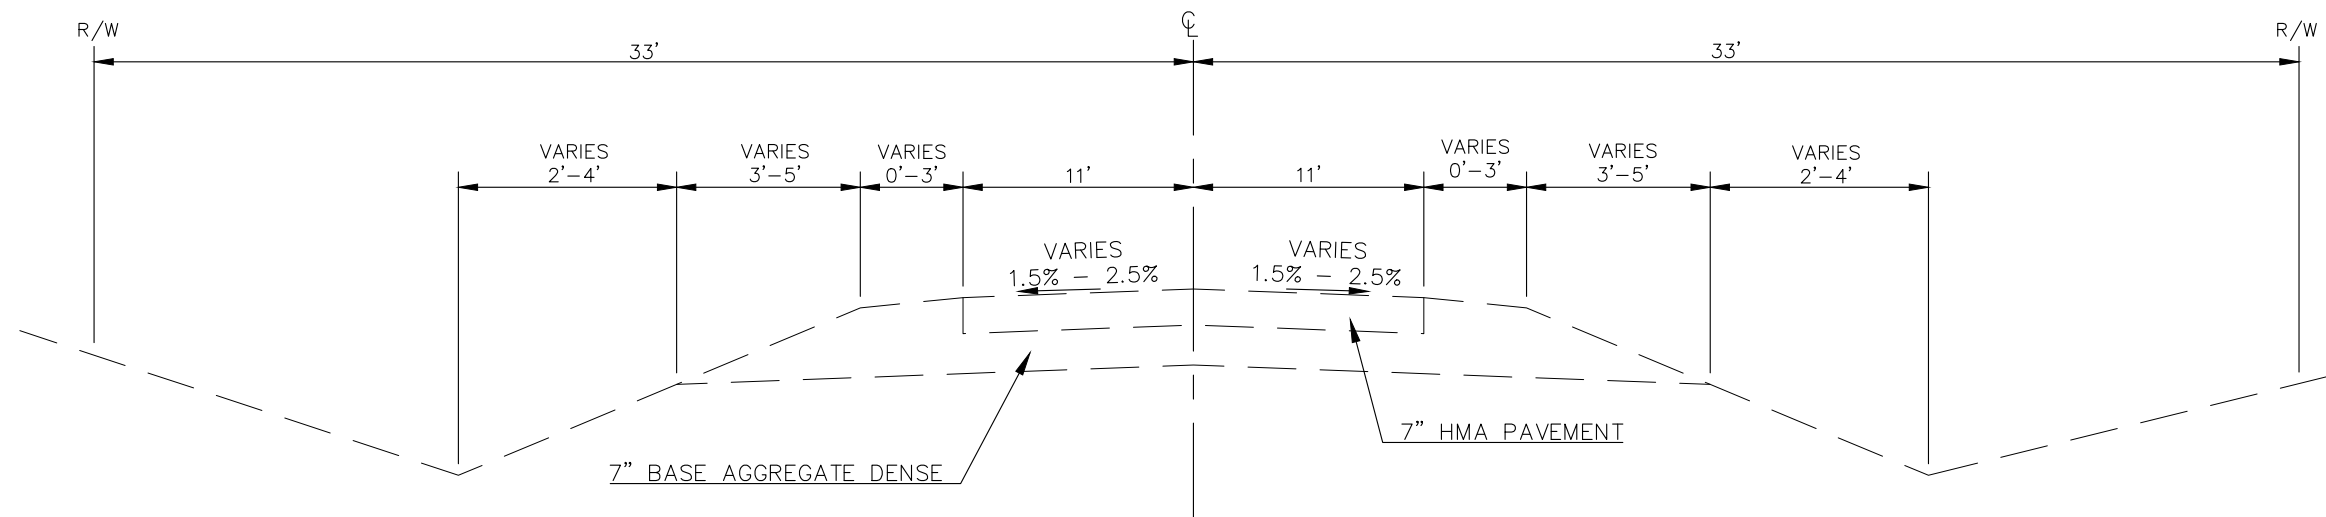 R/W
℄
R/W
33'
33'
VARIES
2'-4'
VARIES
3'-5'
VARIES
0'-3'
11'
11'
VARIES
0'-3'
VARIES
3'-5'
VARIES
2'-4'
VARIES
1.5% - 2.5%
VARIES
1.5% - 2.5%
7" HMA PAVEMENT
7" BASE AGGREGATE DENSE